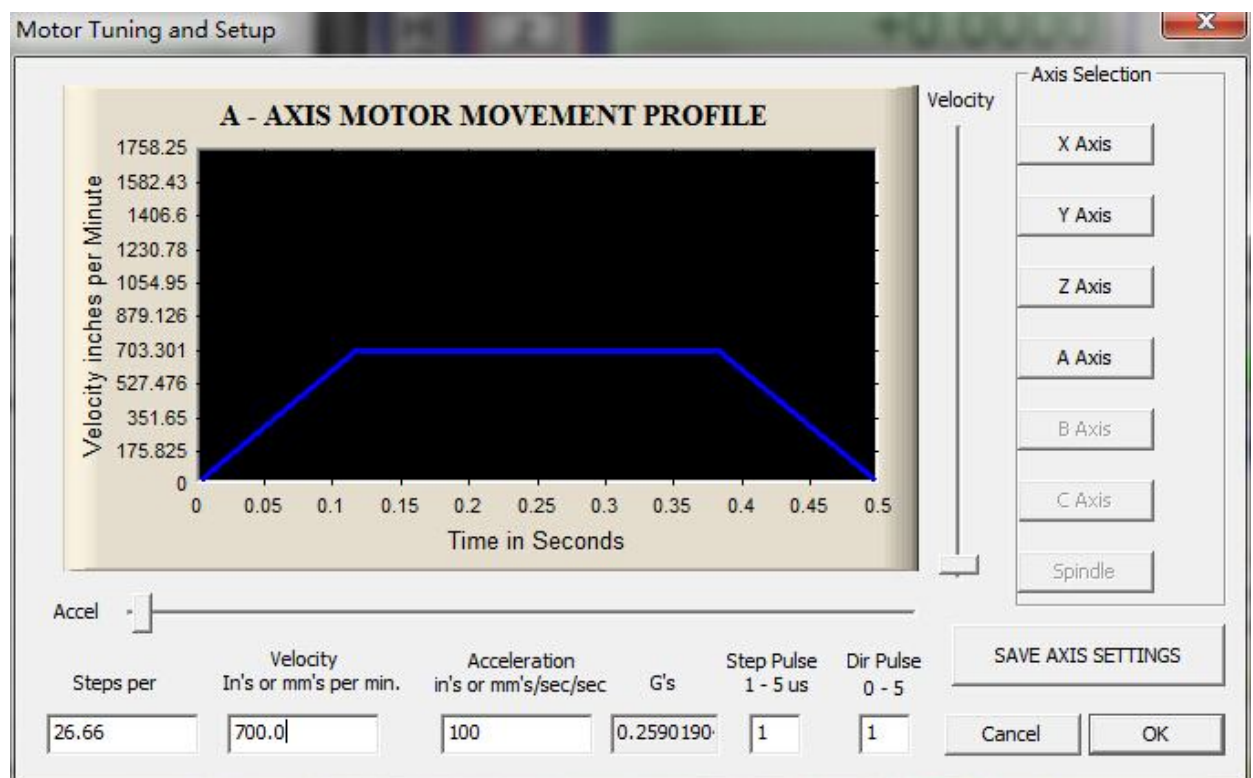 +0.0000
Motor Tuning and Setup
X
A - AXIS MOTOR MOVEMENT PROFILE
Velocity inches per Minute
1758.25
1582.43
1406.6
1230.78
1054.95
879.126
703.301
527.476
351.65
175.825
0
0 0.05 0.1 0.15 0.2 0.25 0.3 0.35 0.4 0.45 0.5
Time in Seconds
Velocity
Axis Selection
X Axis
Y Axis
Z Axis
A Axis
B Axis
C Axis
Spindle
Accel
Steps per
26.66
Velocity
In's or mm's per min.
700.0
Acceleration
in's or mm's/sec/sec
100
G's
0.2590190
Step Pulse
1 - 5 us
1
Dir Pulse
0 - 5
1
SAVE AXIS SETTINGS
Cancel
OK